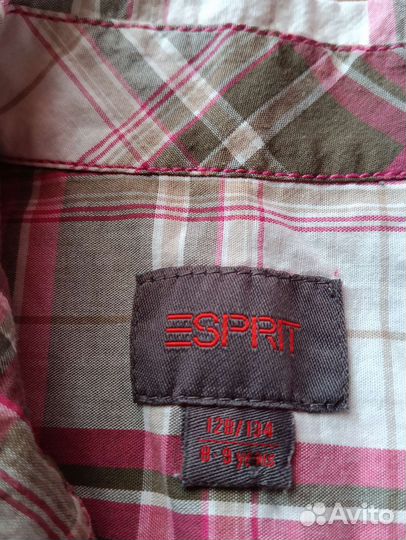 ESPRIT
128/134
8-9 years
Avito